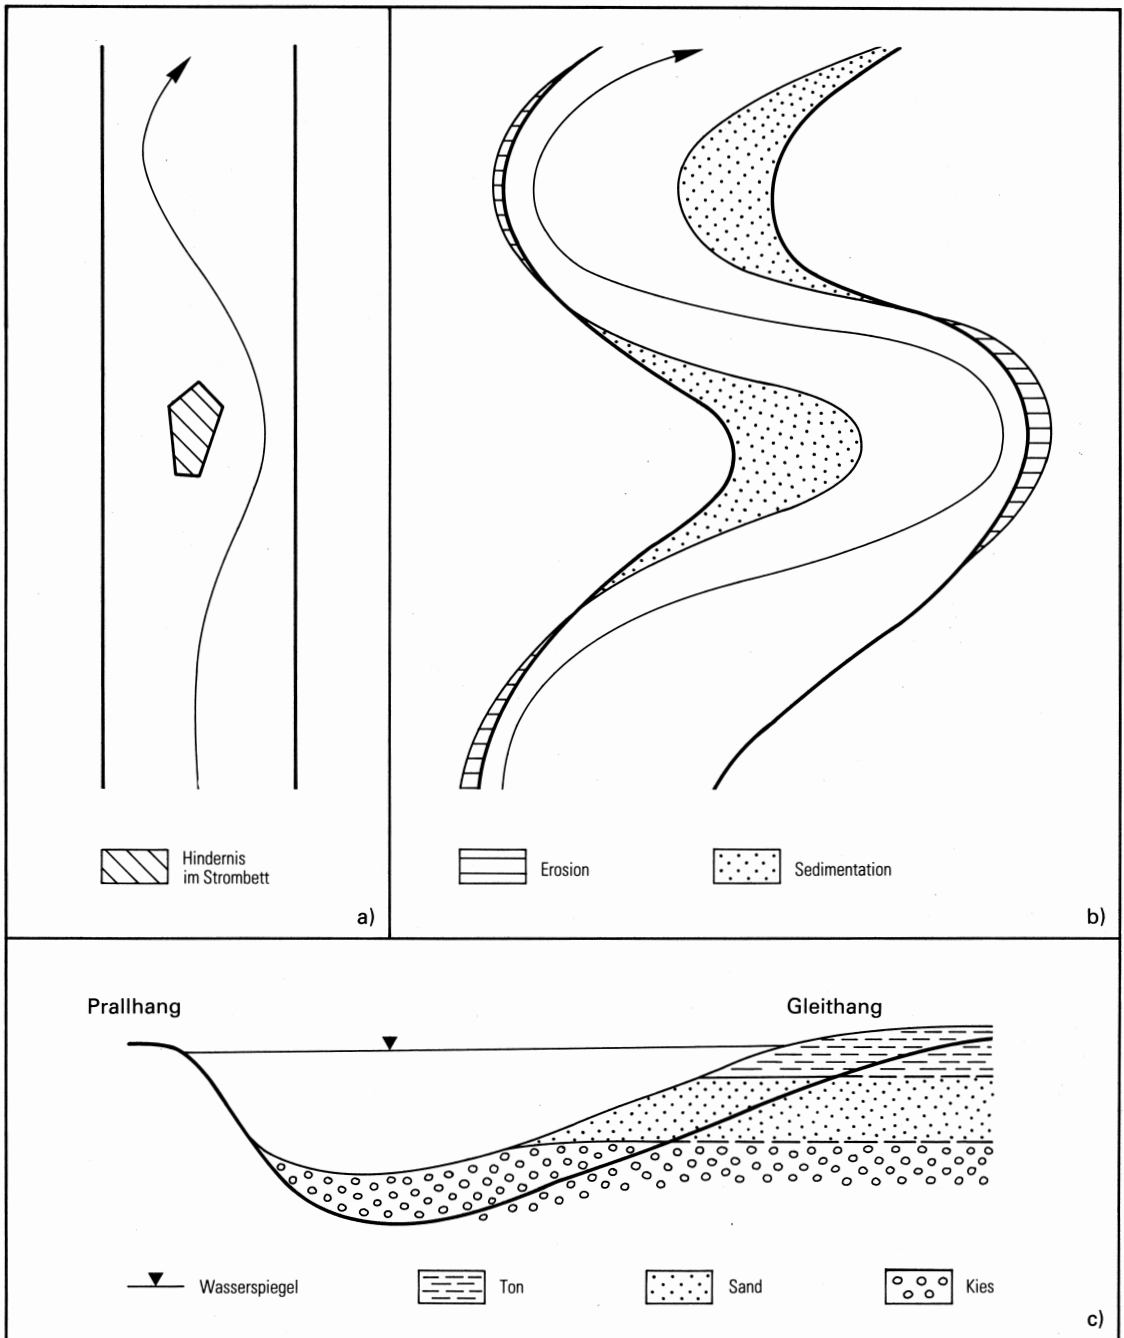 Hindernis
im Strombett
a)
Erosion
Sedimentation
b)
Prallhang
Gleithang
Wasserspiegel
Ton
Sand
Kies
c)